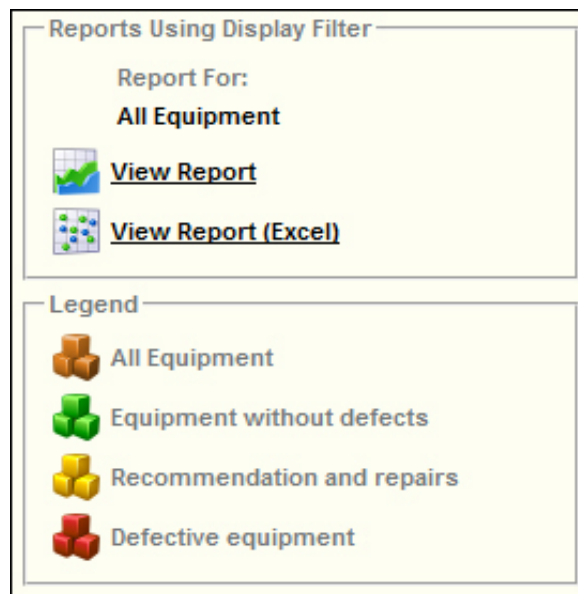 Reports Using Display Filter
Report For:
All Equipment
View Report
View Report (Excel)
Legend
All Equipment
Equipment without defects
Recommendation and repairs
Defective equipment